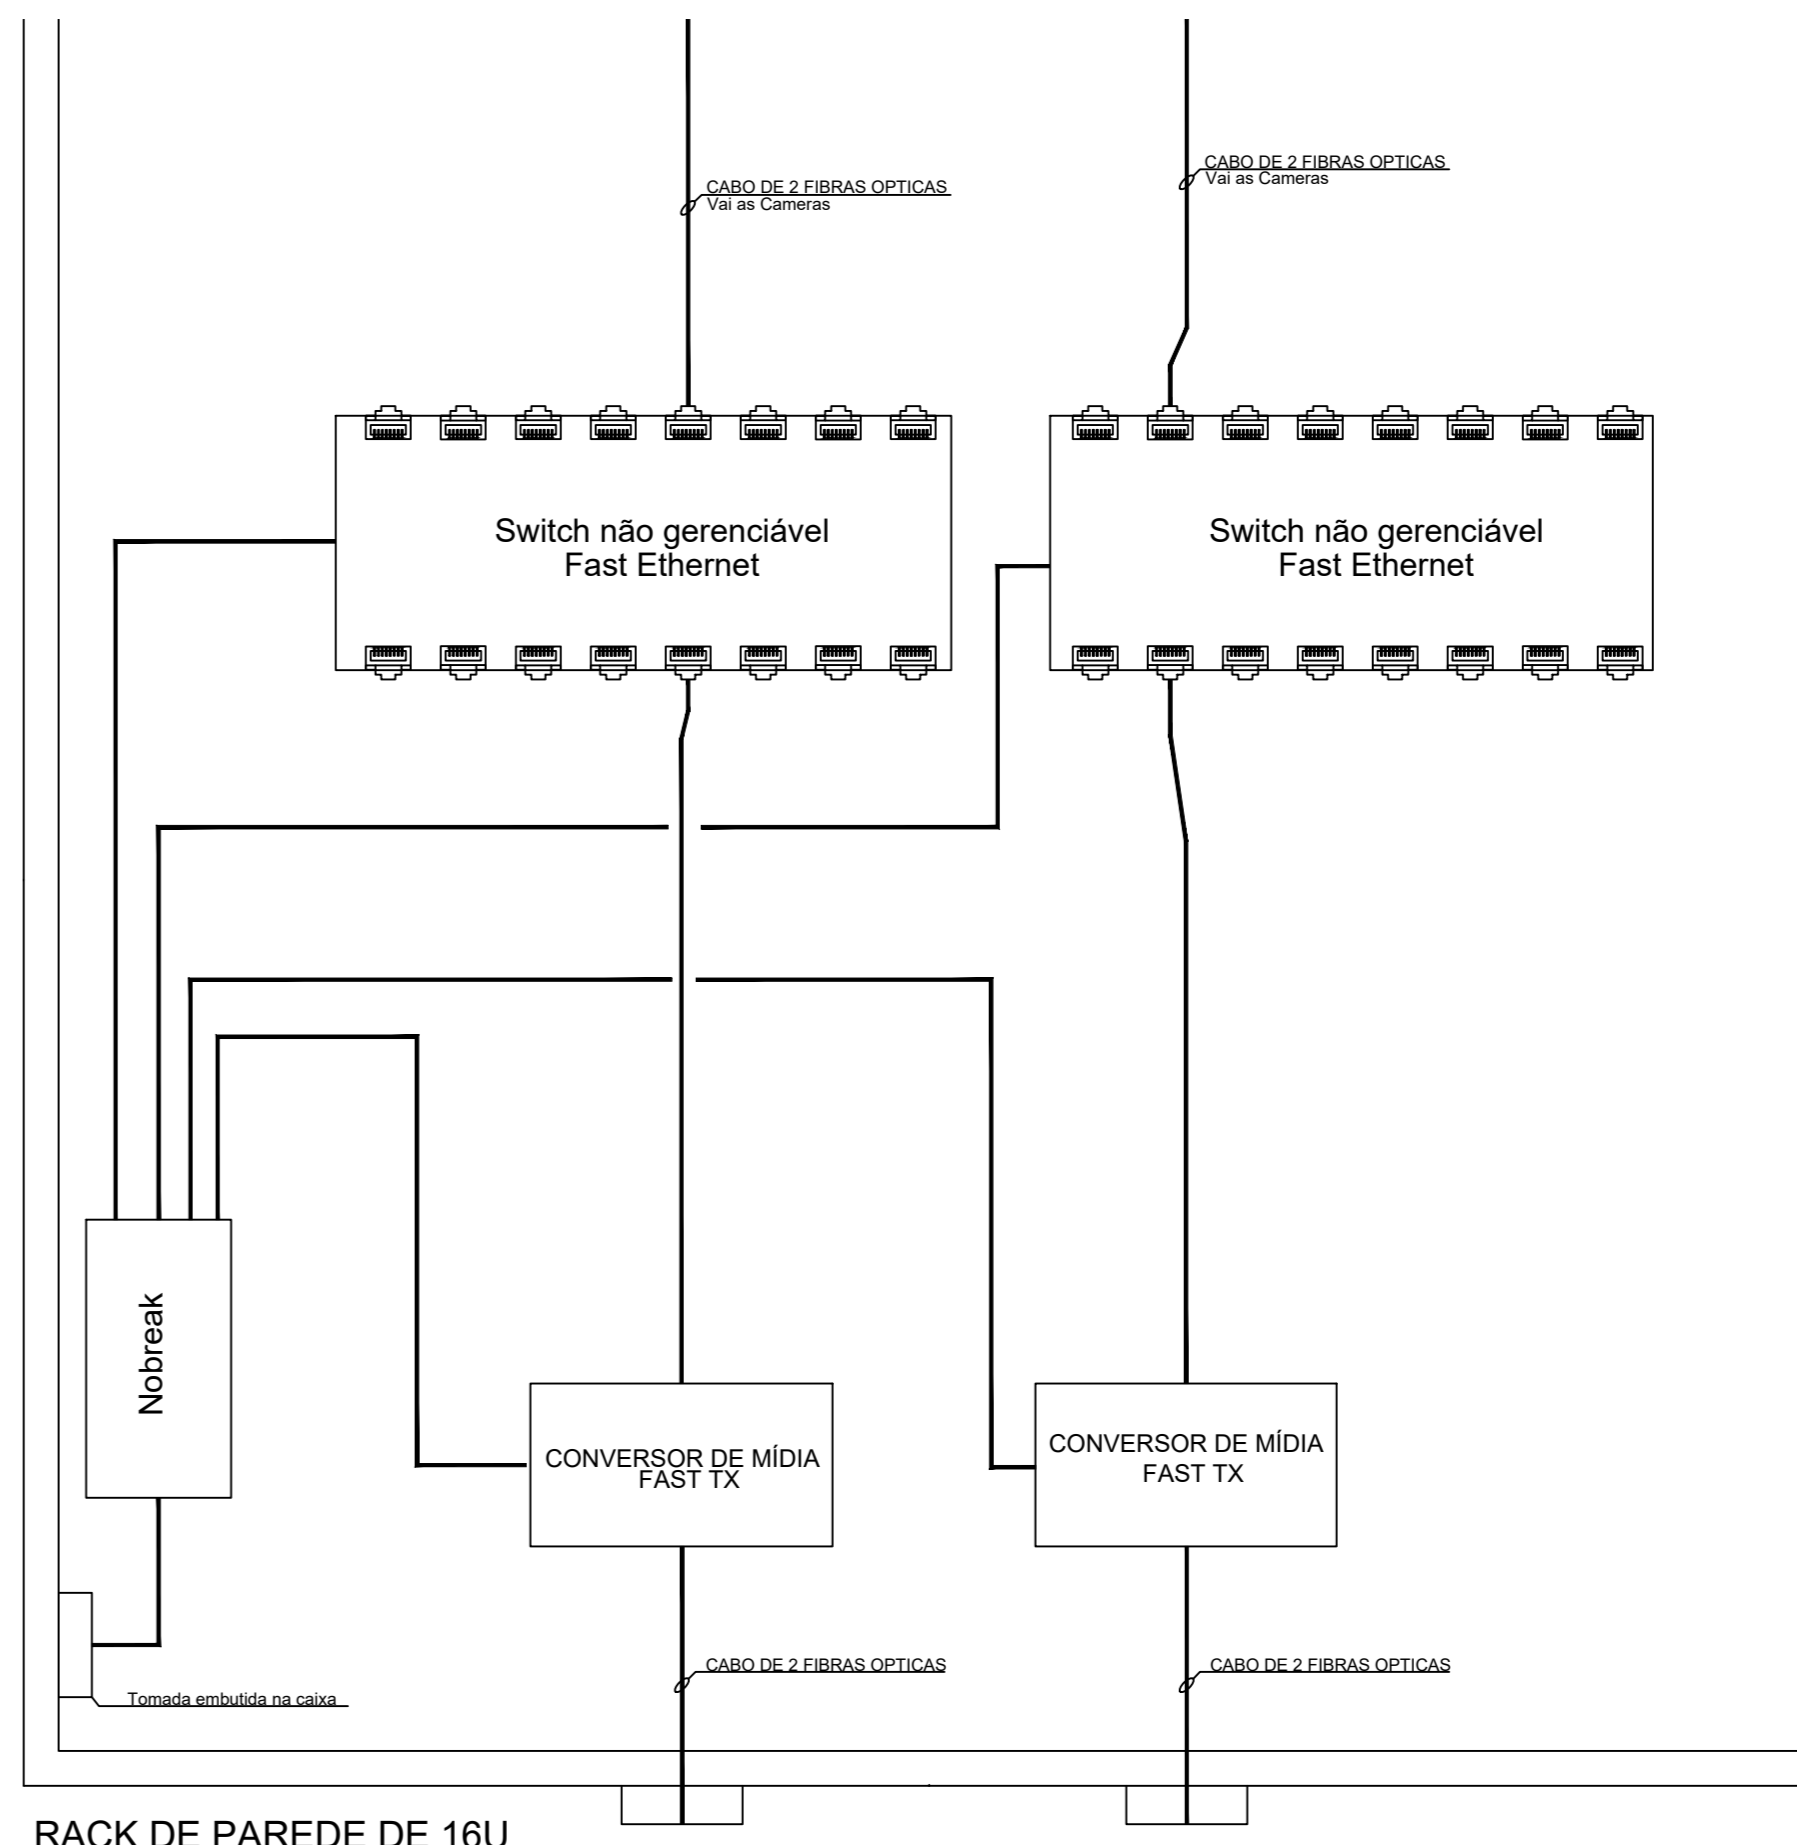 CABO DE 2 FIBRAS OPTICAS
Vai as Cameras
CABO DE 2 FIBRAS OPTICAS
Vai as Cameras
Switch não gerenciável
Fast Ethernet
Switch não gerenciável
Fast Ethernet
Nobreak
CONVERSOR DE MÍDIA
FAST TX
CONVERSOR DE MÍDIA
FAST TX
CABO DE 2 FIBRAS OPTICAS
CABO DE 2 FIBRAS OPTICAS
Tomada embutida na caixa
RACK DE PAREDE DE 16U